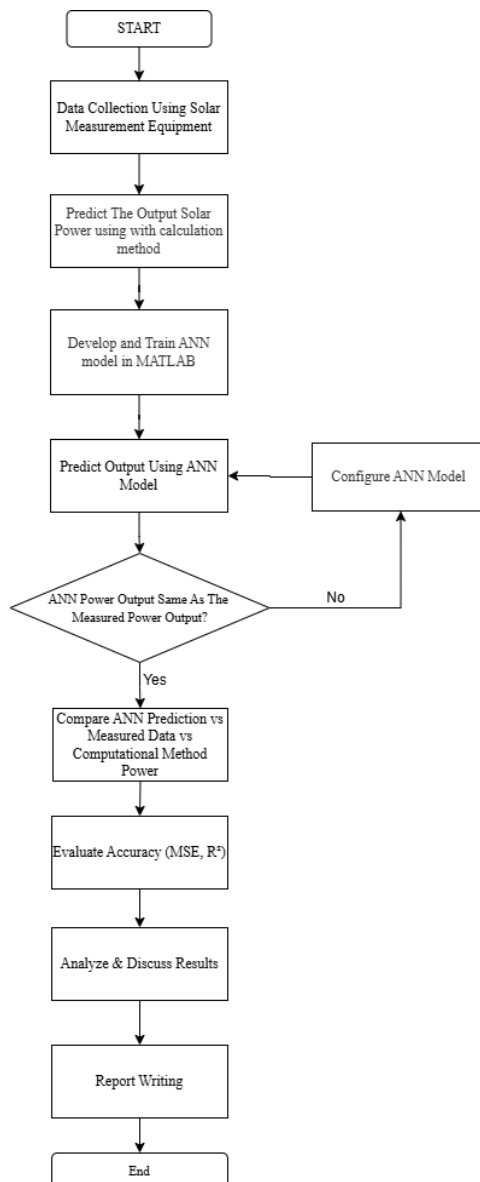 START
Data Collection Using Solar
Measurement Equipment
Predict The Output Solar
Power using with calculation
method
Develop and Train ANN
model in MATLAB
Predict Output Using ANN
Model
Configure ANN Model
ANN Power Output Same As The
Measured Power Output?
No
Yes
Compare ANN Prediction vs
Measured Data vs
Computational Method
Power
Evaluate Accuracy (MSE, R²)
Analyze & Discuss Results
Report Writing
End